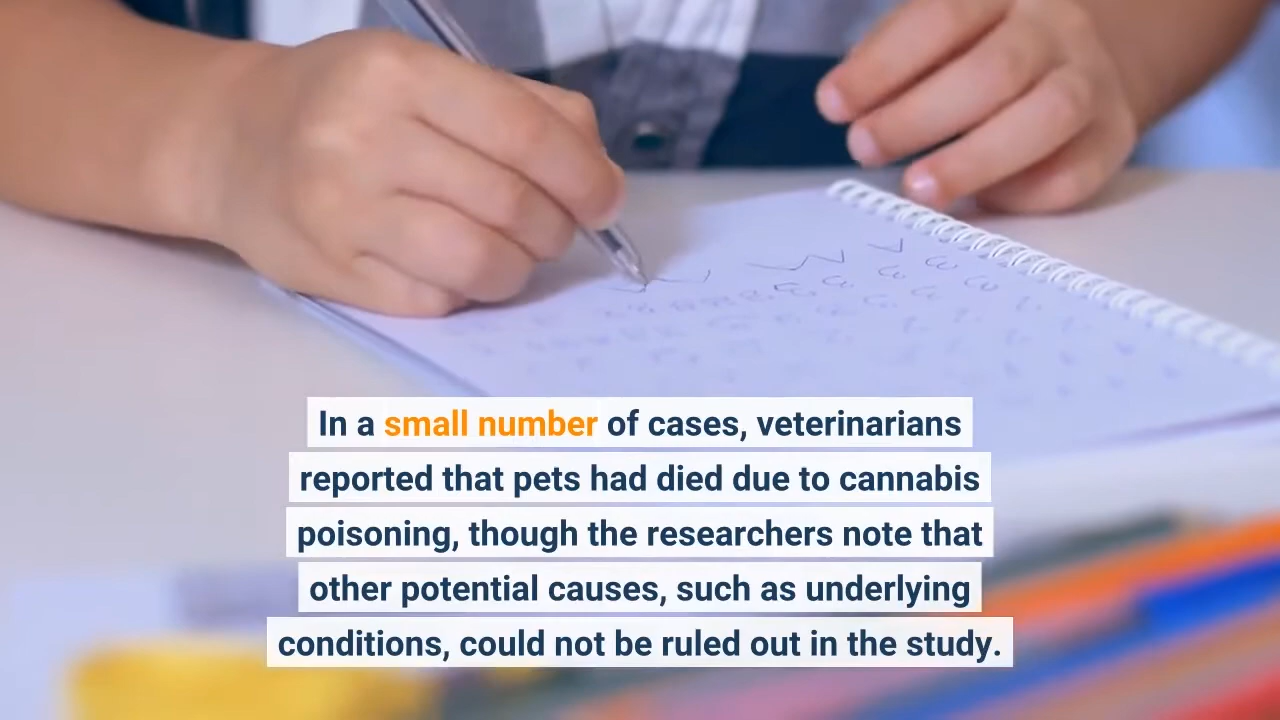 In a small number of cases, veterinarians
reported that pets had died due to cannabis
poisoning, though the researchers note that
other potential causes, such as underlying
conditions, could not be ruled out in the study.